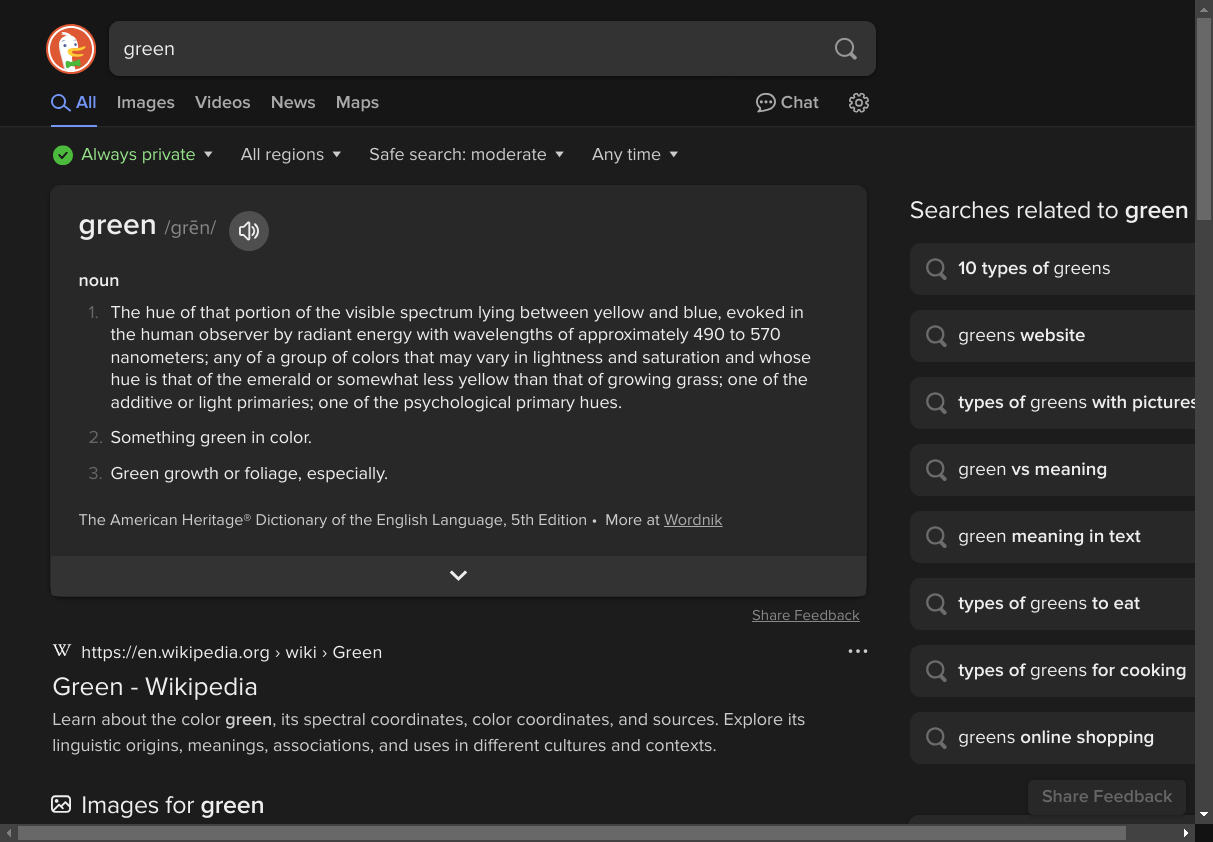 green
All Images Videos News Maps Chat
Always private All regions Safe search: moderate Any time
green /grēn/
noun
1. The hue of that portion of the visible spectrum lying between yellow and blue, evoked in
the human observer by radiant energy with wavelengths of approximately 490 to 570
nanometers; any of a group of colors that may vary in lightness and saturation and whose
hue is that of the emerald or somewhat less yellow than that of growing grass; one of the
additive or light primaries; one of the psychological primary hues.
2. Something green in color.
3. Green growth or foliage, especially.
The American Heritage® Dictionary of the English Language, 5th Edition • More at Wordnik
Share Feedback
W https://en.wikipedia.org › wiki › Green
Green - Wikipedia
Learn about the color green, its spectral coordinates, color coordinates, and sources. Explore its
linguistic origins, meanings, associations, and uses in different cultures and contexts.
Images for green
Searches related to green
10 types of greens
greens website
types of greens with pictures
green vs meaning
green meaning in text
types of greens to eat
types of greens for cooking
greens online shopping
Share Feedback